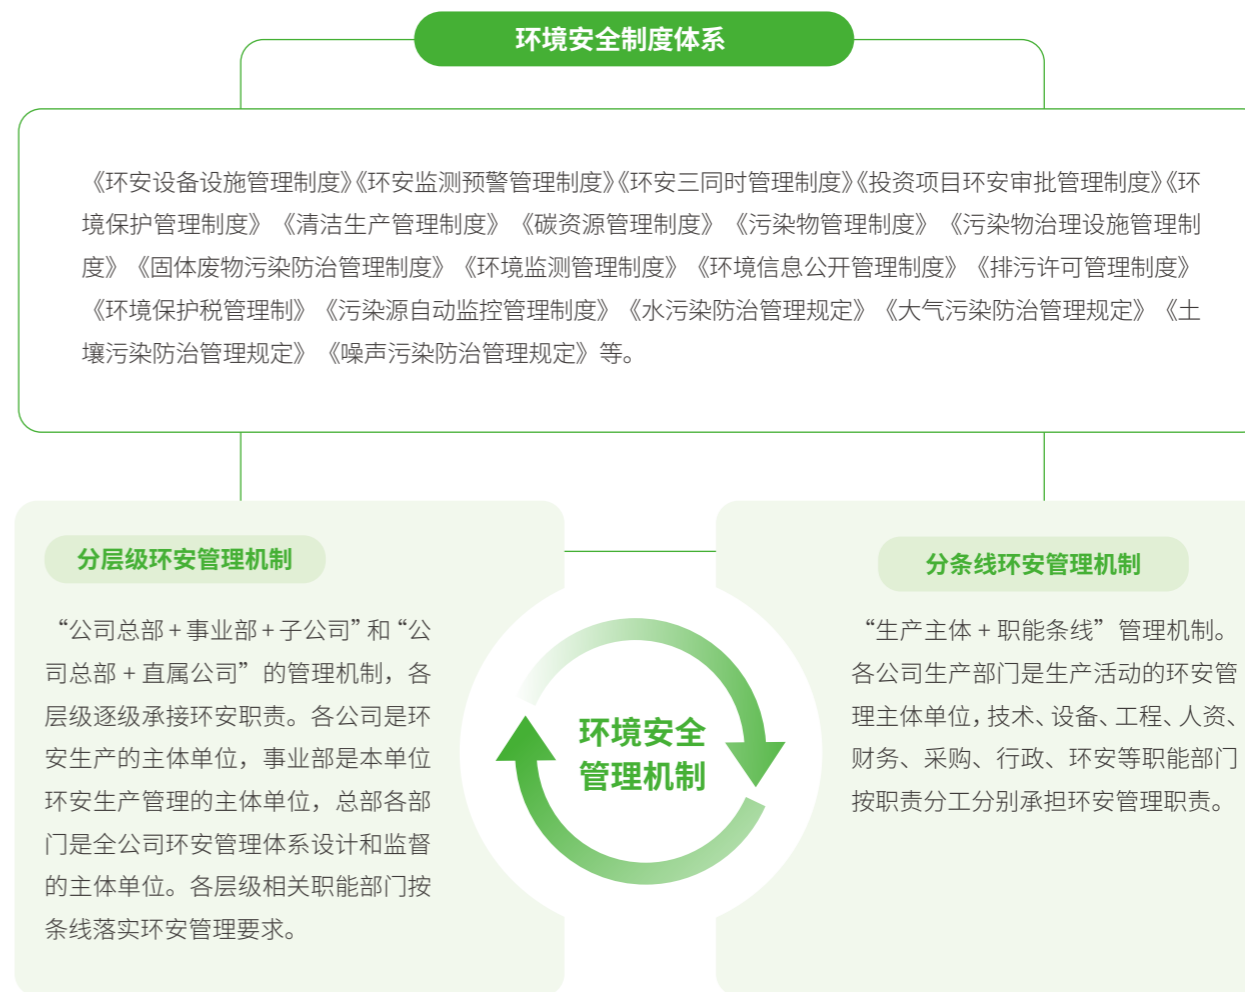 环境安全制度体系
《环安设备设施管理制度》《环安监测预警管理制度》《环安三同时管理制度》《投资项目环安审批管理制度》《环
境保护管理制度》《清洁生产管理制度》《碳资源管理制度》《污染物管理制度》《污染物治理设施管理制
度》《固体废物污染防治管理制度》《环境监测管理制度》《环境信息公开管理制度》《排污许可管理制度》
《环境保护税管理制》《污染源自动监控管理制度》《水污染防治管理规定》《大气污染防治管理规定》《土
壤污染防治管理规定》《噪声污染防治管理规定》等。
分层级环安管理机制
“公司总部 + 事业部 + 子公司”和“公
司总部 + 直属公司”的管理机制，各
层级逐级承接环安职责。各公司是环
安生产的主体单位，事业部是本单位
环安生产管理的主体单位，总部各部
门是全公司环安管理体系设计和监督
的主体单位。各层级相关职能部门按
条线落实环安管理要求。
环境安全
管理机制
分条线环安管理机制
“生产主体 + 职能条线”管理机制。
各公司生产部门是生产活动的环安管
理主体单位，技术、设备、工程、人资、
财务、采购、行政、环安等职能部门
按职责分工分别承担环安管理职责。